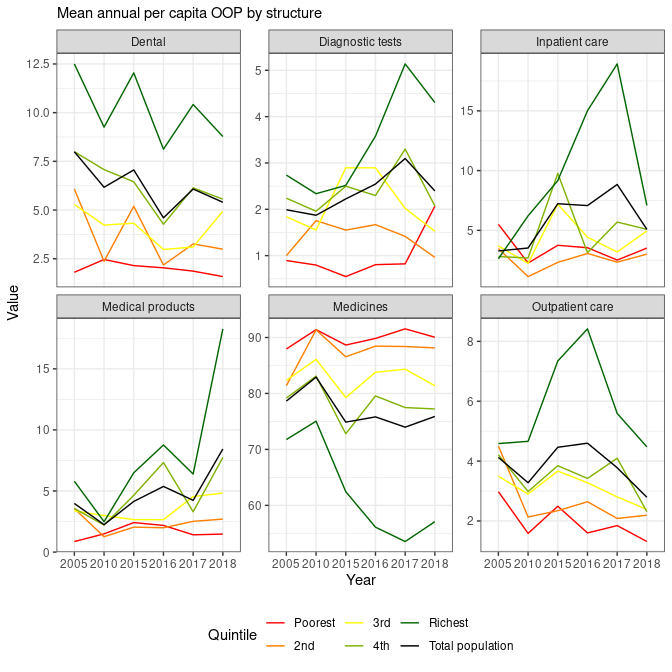 Mean annual per capita OOP by structure
Dental
Diagnostic tests
Inpatient care
12.5
10.0
7.5
5.0
2.5
5
4
3
2
1
15
10
5
Value
Medical products
Medicines
Outpatient care
15
10
5
0
90
80
70
60
8
6
4
2
2005 2010 2015 2016 2017 2018
2005 2010 2015 2016 2017 2018
2005 2010 2015 2016 2017 2018
Year
Quintile
Poorest 3rd Richest
2nd 4th Total population